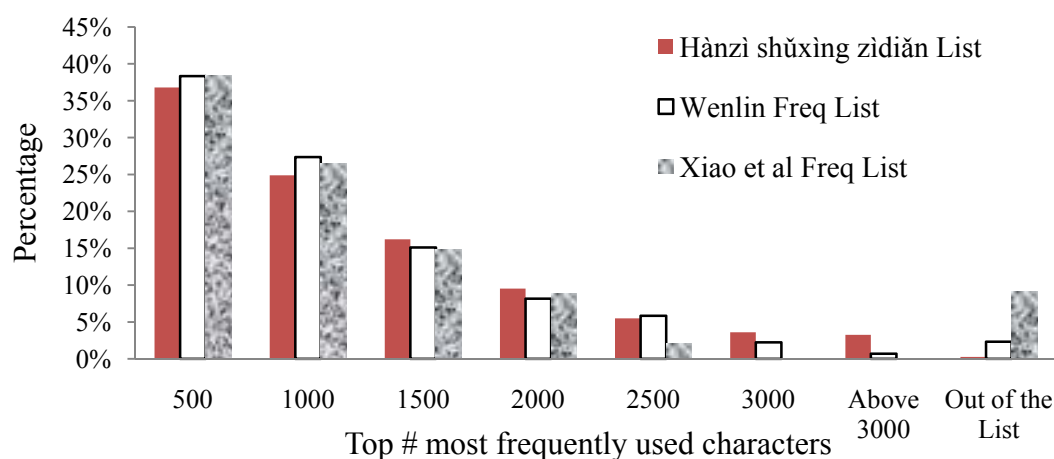 45%
40%
35%
30%
25%
20%
15%
10%
5%
0%
Percentage
Hànzì shǔxìng zìdiǎn List
Wenlin Freq List
Xiao et al Freq List
500 1000 1500 2000 2500 3000 Above 3000 Out of the List
Top # most frequently used characters